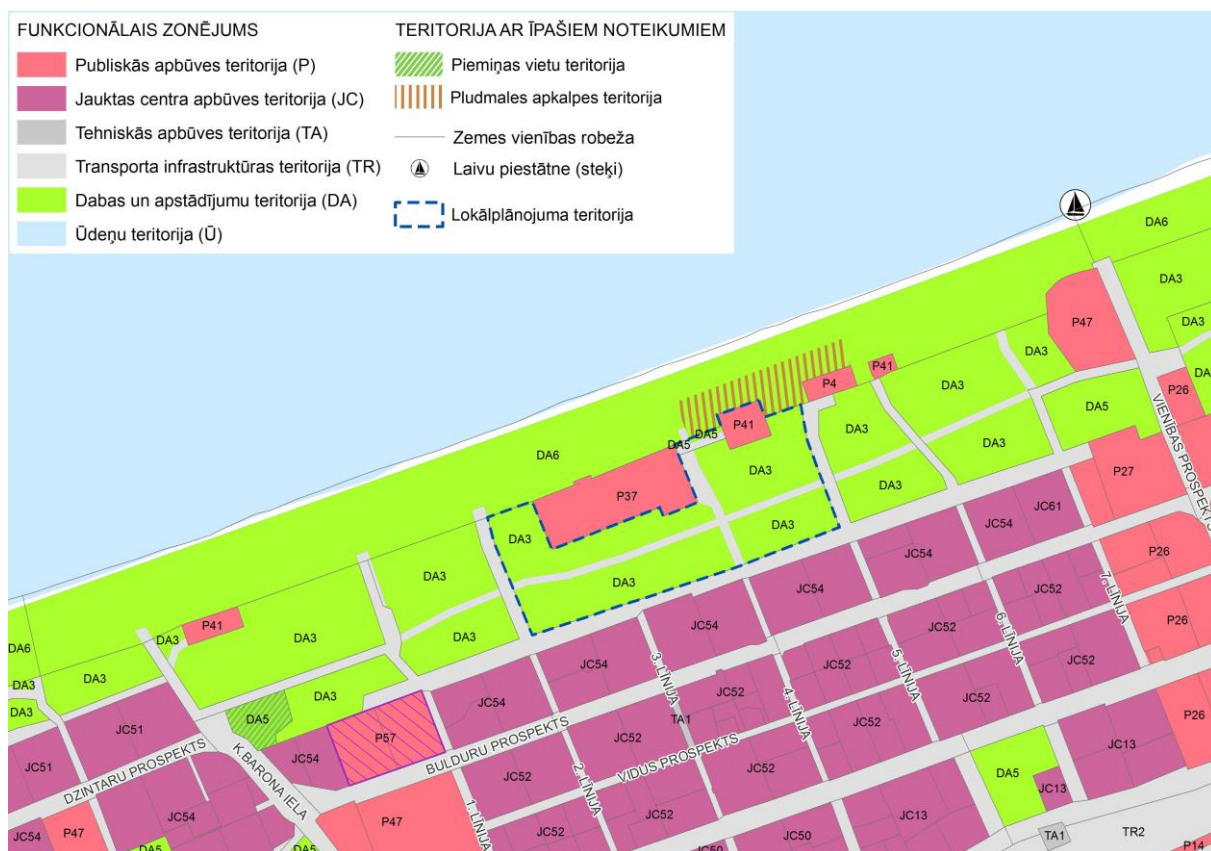 FUNKCIONĀLAIS ZONĒJUMS
Publiskās apbūves teritorija (P)
Jauktas centra apbūves teritorija (JC)
Tehniskās apbūves teritorija (TA)
Transporta infrastruktūras teritorija (TR)
Dabas un apstādījumu teritorija (DA)
Ūdeņu teritorija (Ū)
TERITORIJA AR ĪPAŠIEM NOTEIKUMIEM
Piemiņas vietu teritorija
Pludmales apkalpes teritorija
Zemes vienības robeža
Laivu piestātne (steķi)
Lokālplānojuma teritorija
DA6
DA3
P47
DA3
DA3
DA
P26
P41
P4
DA3
DA5
DA3
DA3
P27
VIENĪBAS PROSPEKTS
DA5
DA5
P41
DA6
DA3
P37
DA3
DA3
DA3
DA3
DA3
P41
DA3
DA3
DA6
DA3
DA3
DA3
DA3
DA5
JC51
JC51
JC54
P57
JC54
JC54
JC54
JC54
JC54
JC54
JC61
P26
P26
P26
JC52
JC52
JC52
JC52
JC52
JC52
JC52
JC52
JC52
JC52
JC52
JC52
TA1
DZINTARU PROSPEKTS
K.BARONA IELA
BULDURU PROSPEKTS
VIDUS PROSPEKTS
1. LĪNIJA
2. LĪNIJA
3. LĪNIJA
4. LĪNIJA
5. LĪNIJA
6. LĪNIJA
7. LĪNIJA
JC54
P47
JC54
DA5
DA5
P47
JC50
JC50
JC13
DA5
JC13
JC13
TA1
TR2
P14